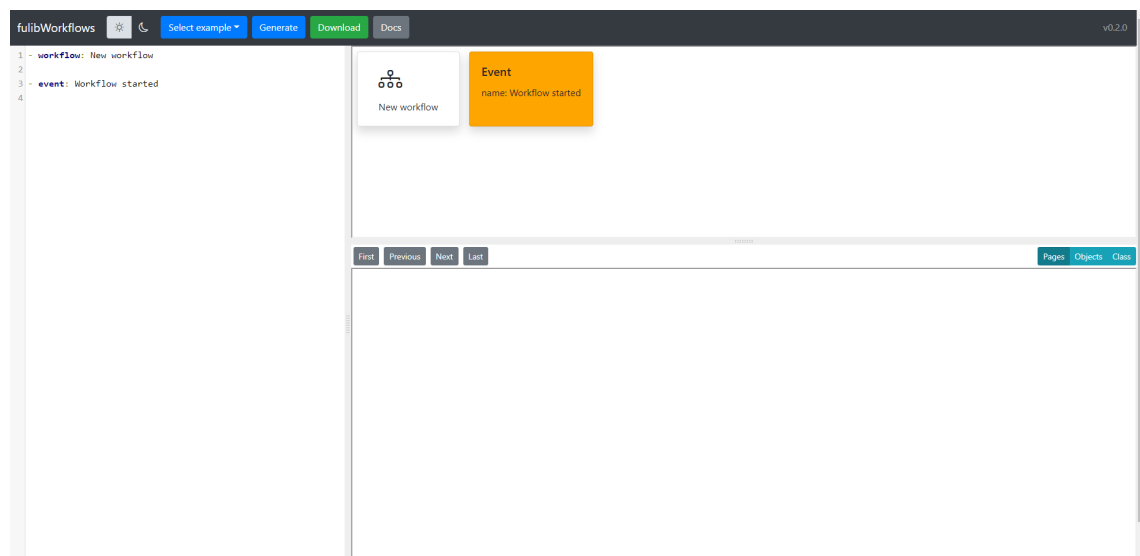 fulibWorkflows Select example Generate Download Docs v0.2.0
1 - workflow: New workflow
2
3 - event: Workflow started
4
New workflow
Event
name: Workflow started
First Previous Next Last Pages Objects Class